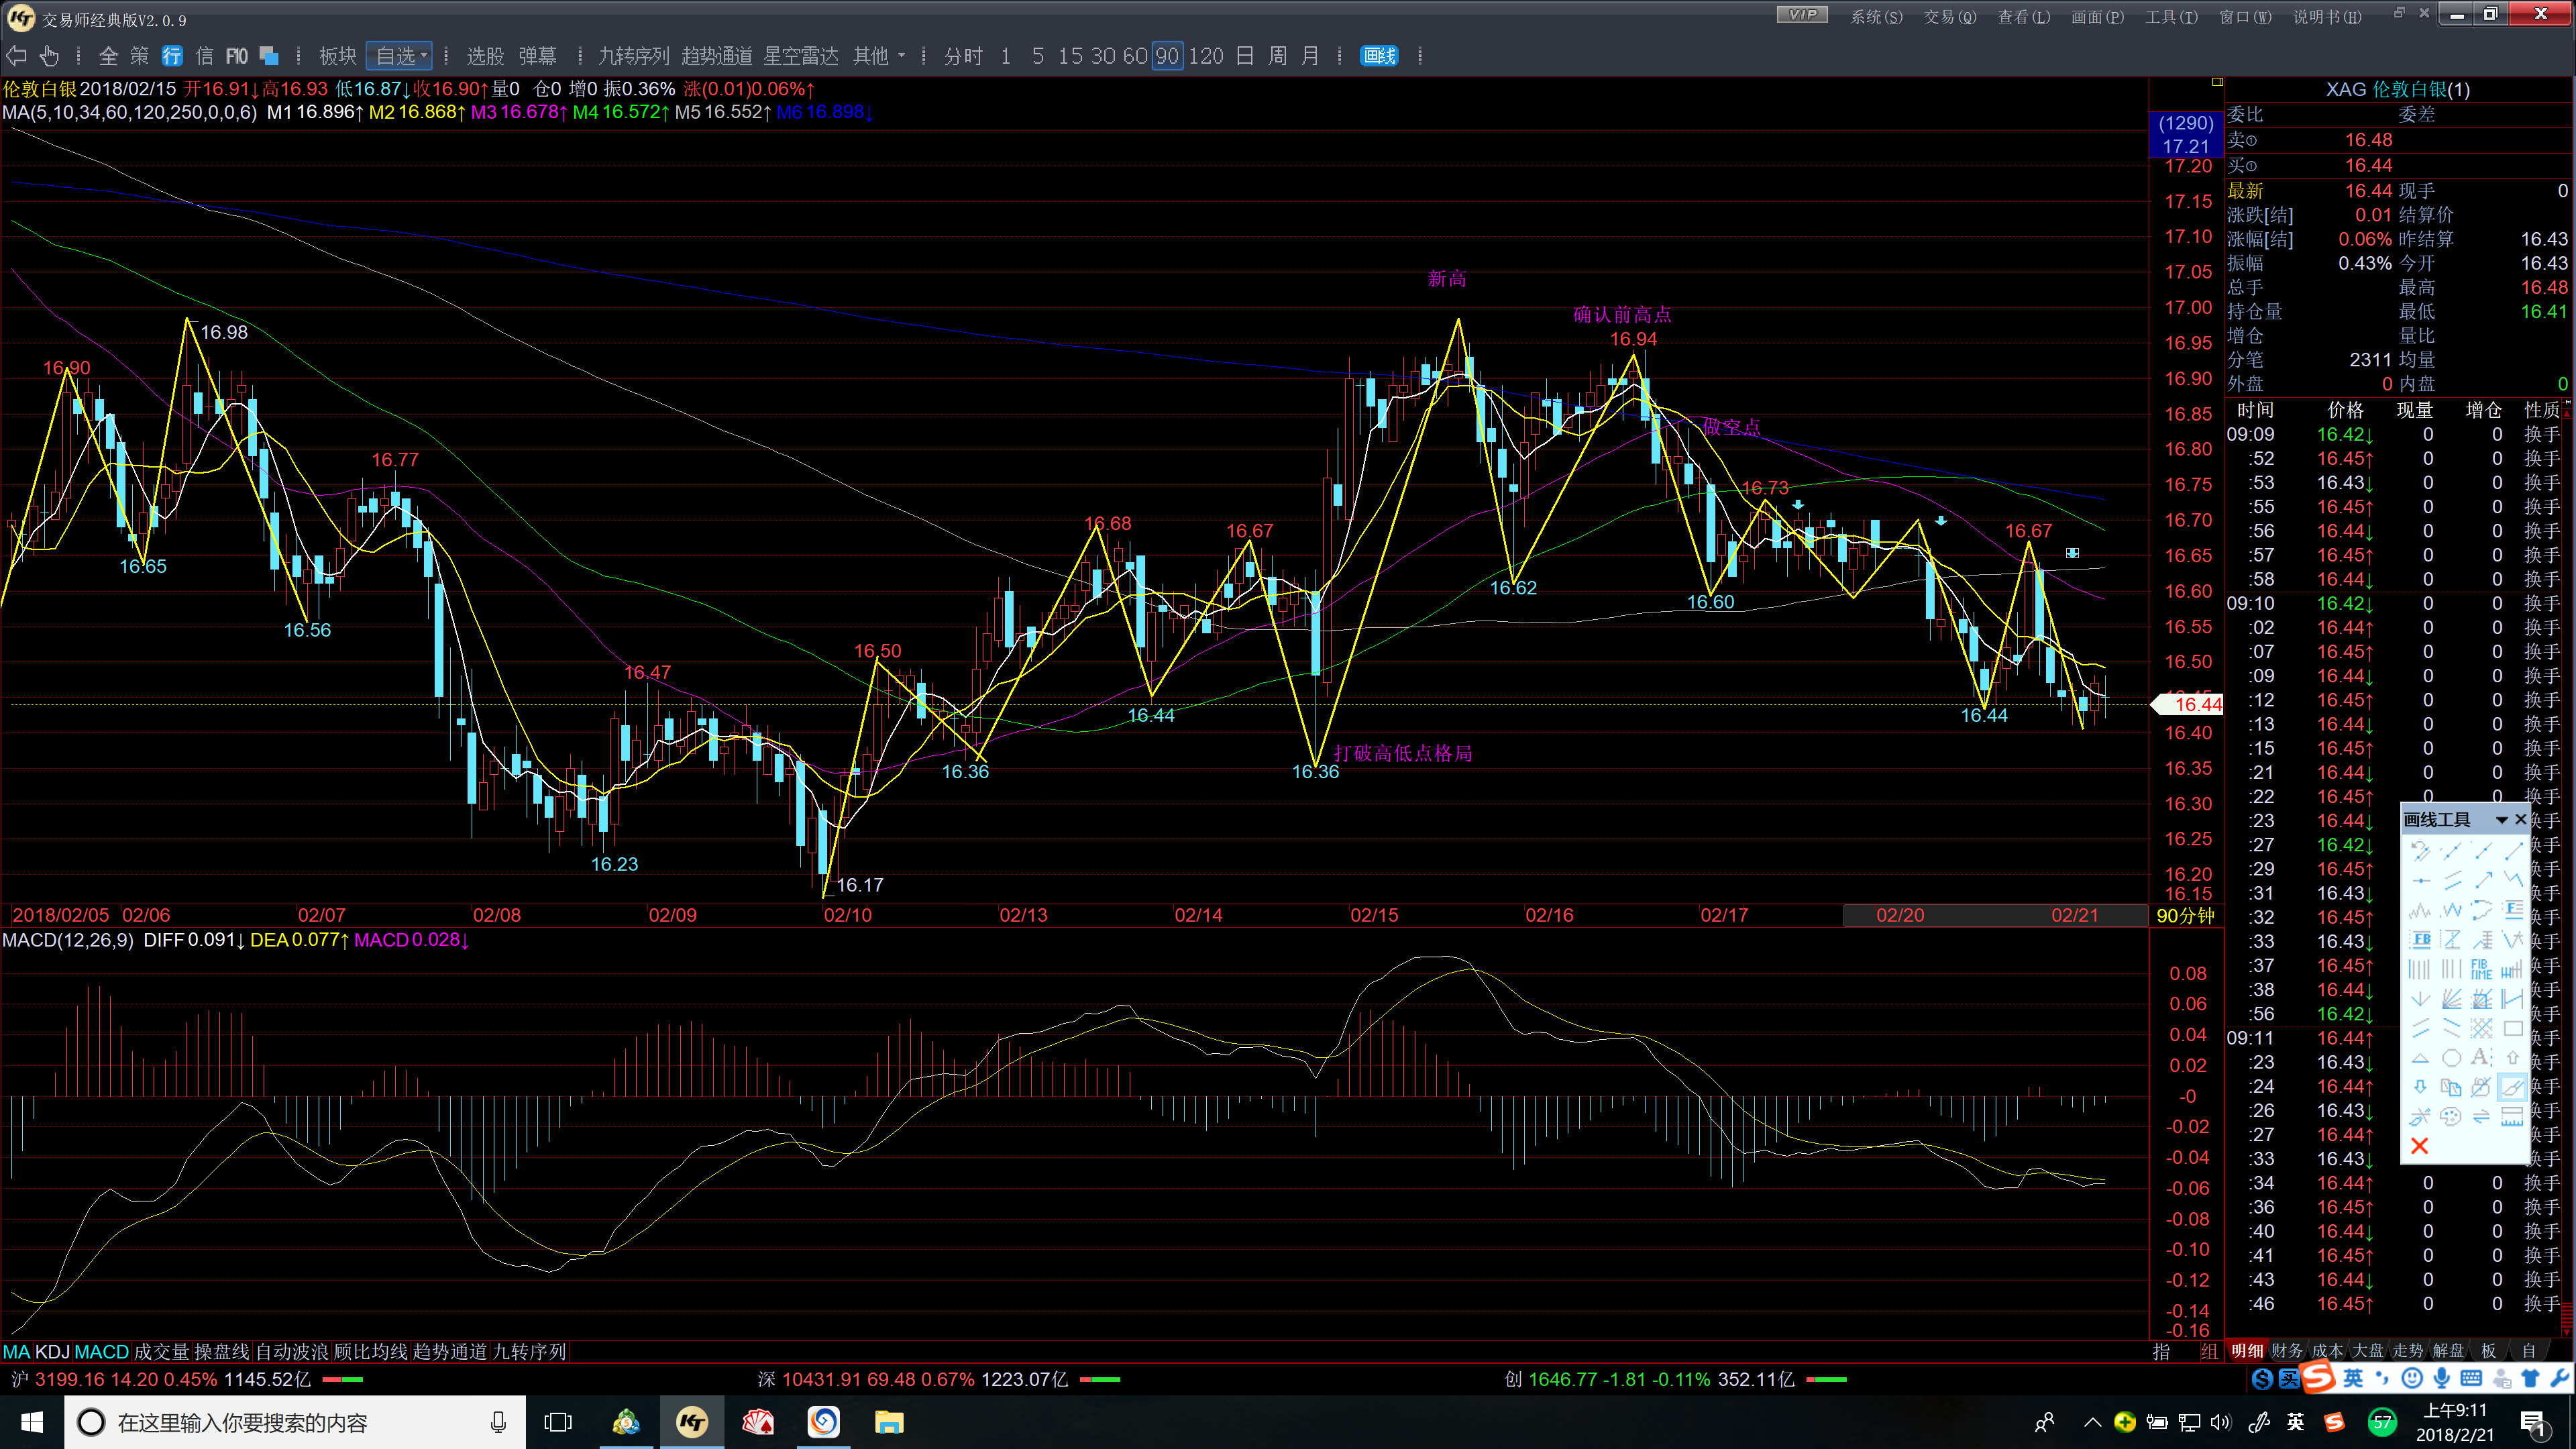 交易师经典版V2.0.9
VIP 系统(S) 交易(Q) 查看(L) 画面(P) 工具(T) 窗口(W) 说明书(H)
全 策 行 信 F10 板块 自选 选股 弹幕 九转序列 趋势通道 星空雷达 其他 分时 1 5 15 30 60 90 120 日 周 月 画线
伦敦白银2018/02/15 开16.91↓高16.93 低16.87↓收16.90↑量0 仓0 增0 振0.36% 涨(0.01)0.06%↑
MA(5,10,34,60,120,250,0,0,6) M1 16.896↑ M2 16.868↑ M3 16.678↑ M4 16.572↑ M5 16.552↑ M6 16.898↓
(1290)
17.21
17.20
17.15
17.10
17.05
17.00
16.95
16.90
16.85
16.80
16.75
16.70
16.65
16.60
16.55
16.50
16.44
16.40
16.35
16.30
16.25
16.20
16.15
新高
确认前高点
16.94
16.98
16.90
做空点
16.77
16.73
16.68
16.67
16.67
16.65
16.62
16.60
16.56
16.50
16.47
16.44
16.44
打破高低点格局
16.36
16.36
16.23
16.17
2018/02/05 02/06 02/07 02/08 02/09 02/10 02/13 02/14 02/15 02/16 02/17 02/20 02/21 90分钟
MACD(12,26,9) DIFF 0.091↓ DEA 0.077↑ MACD 0.028↓
0.08
0.06
0.04
0.02
-0
-0.02
-0.04
-0.06
-0.08
-0.10
-0.12
-0.14
-0.16
MA KDJ MACD 成交量 操盘线 自动波浪 顾比均线 趋势通道 九转序列 指 组
XAG 伦敦白银(1)
委比 委差
卖① 16.48
买① 16.44
最新 16.44 现手 0
涨跌[结] 0.01 结算价
涨幅[结] 0.06% 昨结算 16.43
振幅 0.43% 今开 16.43
总手 最高 16.48
持仓量 最低 16.41
增仓 量比
分笔 2311 均量
外盘 0 内盘 0
时间 价格 现量 增仓 性质
09:09 16.42↓ 0 0 换手
:52 16.45↑ 0 0 换手
:53 16.43↓ 0 0 换手
:55 16.45↑ 0 0 换手
:56 16.44↓ 0 0 换手
:57 16.45↑ 0 0 换手
:58 16.44↓ 0 0 换手
09:10 16.42↓ 0 0 换手
:02 16.44↑ 0 0 换手
:07 16.45↑ 0 0 换手
:09 16.44↓ 0 0 换手
:12 16.45↑ 0 0 换手
:13 16.44↓ 0 0 换手
:15 16.45↑ 0 0 换手
:21 16.44↓ 0 0 换手
:22 16.45↑ 0 0 换手
:23 16.44↓ 换手
:27 16.42↓ 换手
:29 16.45↑ 换手
:31 16.43↓ 换手
:32 16.45↑ 换手
:33 16.43↓ 换手
:37 16.45↑ 换手
:38 16.44↓ 换手
:56 16.42↓ 换手
09:11 16.44↑ 换手
:23 16.43↓ 换手
:24 16.44↑ 换手
:26 16.43↓ 换手
:27 16.44↑ 换手
:33 16.43↓ 换手
:34 16.44↑ 0 0 换手
:36 16.45↑ 0 0 换手
:40 16.44↓ 0 0 换手
:41 16.45↑ 0 0 换手
:43 16.44↓ 0 0 换手
:46 16.45↑ 0 0 换手
画线工具
FB
FIB TIME
明细 财务 成本 大盘 走势 解盘 板 自
沪 3199.16 14.20 0.45% 1145.52亿 深 10431.91 69.48 0.67% 1223.07亿 创 1646.77 -1.81 -0.11% 352.11亿
英
在这里输入你要搜索的内容
英 57 上午9:11
2018/2/21
1